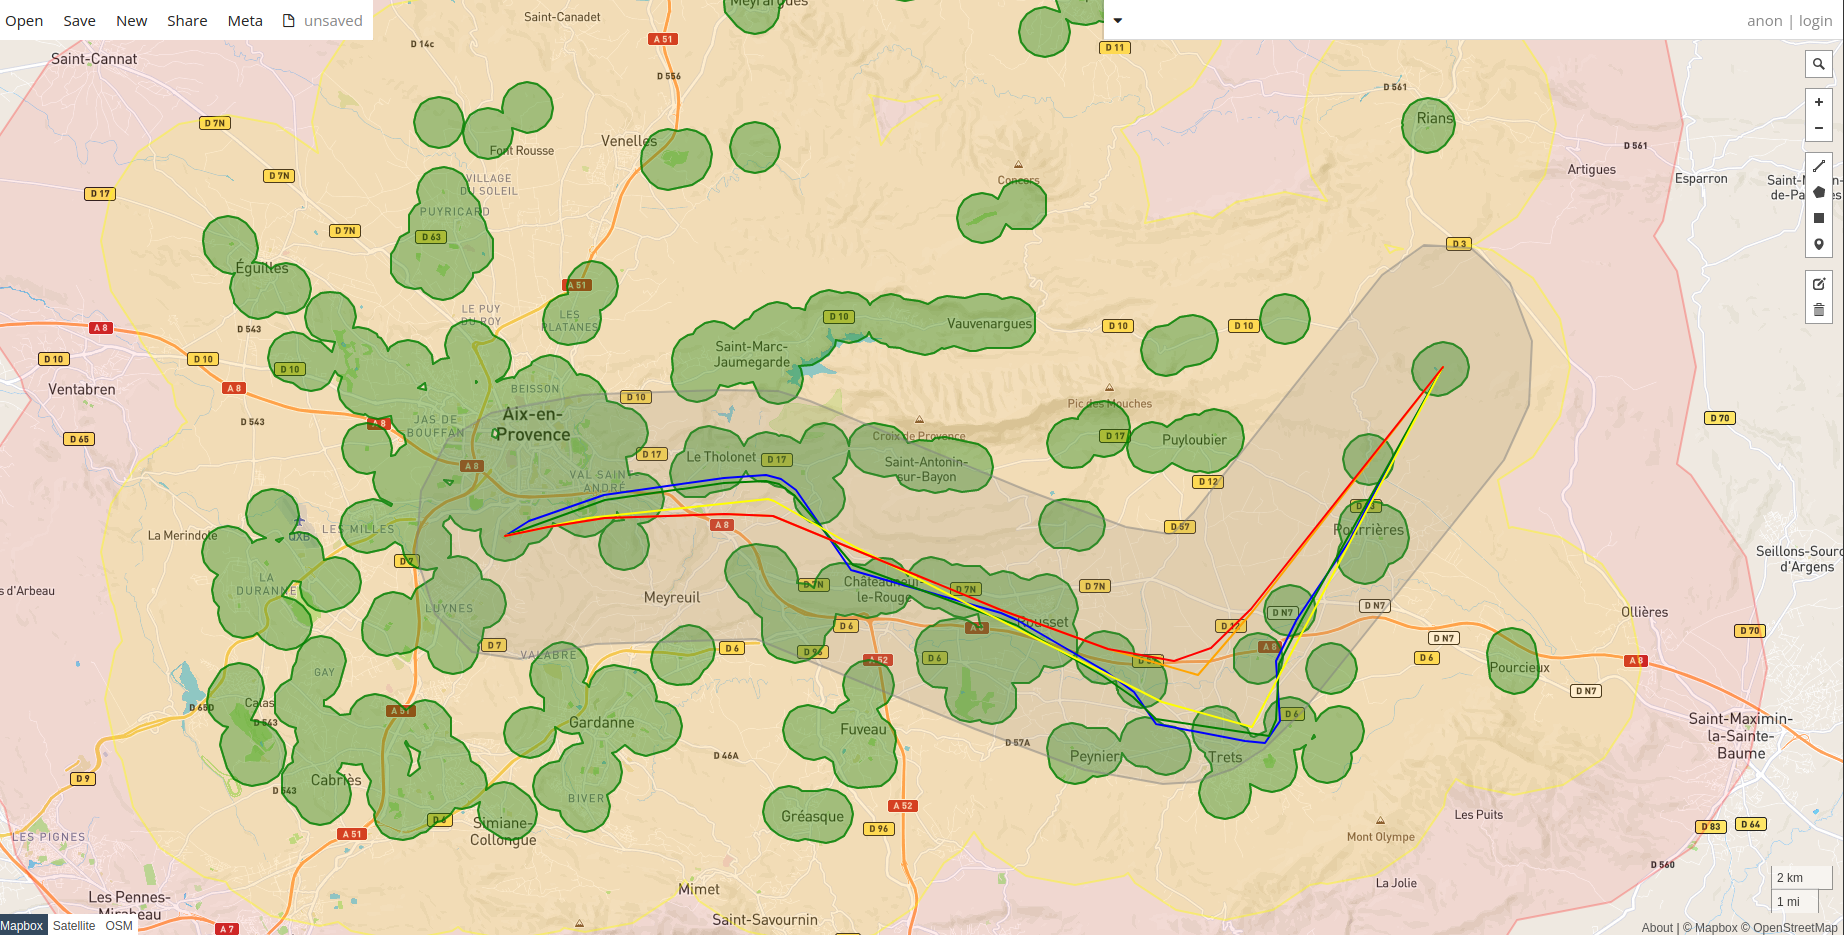 Open Save New Share Meta unsaved
anon | login
Meyrargues
Saint-Canadet
A 51
D 14c
D 11
Saint-Cannat
D 556
D 561
Rians
D 7N
Venelles
Font Rousse
D 561
Artigues
Esparron
D 7N
VILLAGE
DU SOLEIL
Concors
D 17
PUYRICARD
D 7N
D 63
D 3
Éguilles
A 51
LE PUY
DU ROY
LES
PLATANES
D 10
Vauvenargues
D 10
D 10
A 8
D 543
Saint-Marc-
Jaumegarde
D 10
D 10
D 10
Ventabren
A 8
BEISSON
D 10
Pic des Mouches
Aix-en-
Provence
D 543
A 8
JAS DE
BOUFFAN
Croix de Provence
D 17
Puyloubier
D 70
D 65
D 17
Le Tholonet
D 17
A 8
VAL SAINT-
ANDRÉ
Saint-Antonin-
sur-Bayon
D 12
LES MILLES
La Merindole
QXB
A 8
D 57
Pourrières
Seillons-Sourc
d'Argens
D 7
LA
DURANNE
s d'Arbeau
Meyreuil
D 7N
Châteauneuf-
le-Rouge
D 7N
D 7N
LUYNES
D N7
D N7
Ollières
D 6
A 8
Rousset
D 12
D 70
D 7
VALABRE
D 6
D 96
A 52
D 6
A 8
D N7
D 6
A 8
Pourcieux
GAY
Calas
D 65D
D 543
A 51
Gardanne
Fuveau
D N7
D 6
Saint-Maximin-
la-Sainte-
Baume
D 57A
Peynier
Trets
D 46A
D 9
Cabriès
D 543
BIVER
A 52
Gréasque
D 6
Simiane-
Collongue
D 96
A 51
LES PIGNES
Les Puits
D 83
D 64
Mont Olympe
D 560
La Jolie
Mimet
Les Pennes-
Mirabeau
Saint-Savournin
A 7
2 km
1 mi
Mapbox Satellite OSM
About | © Mapbox © OpenStreetMap